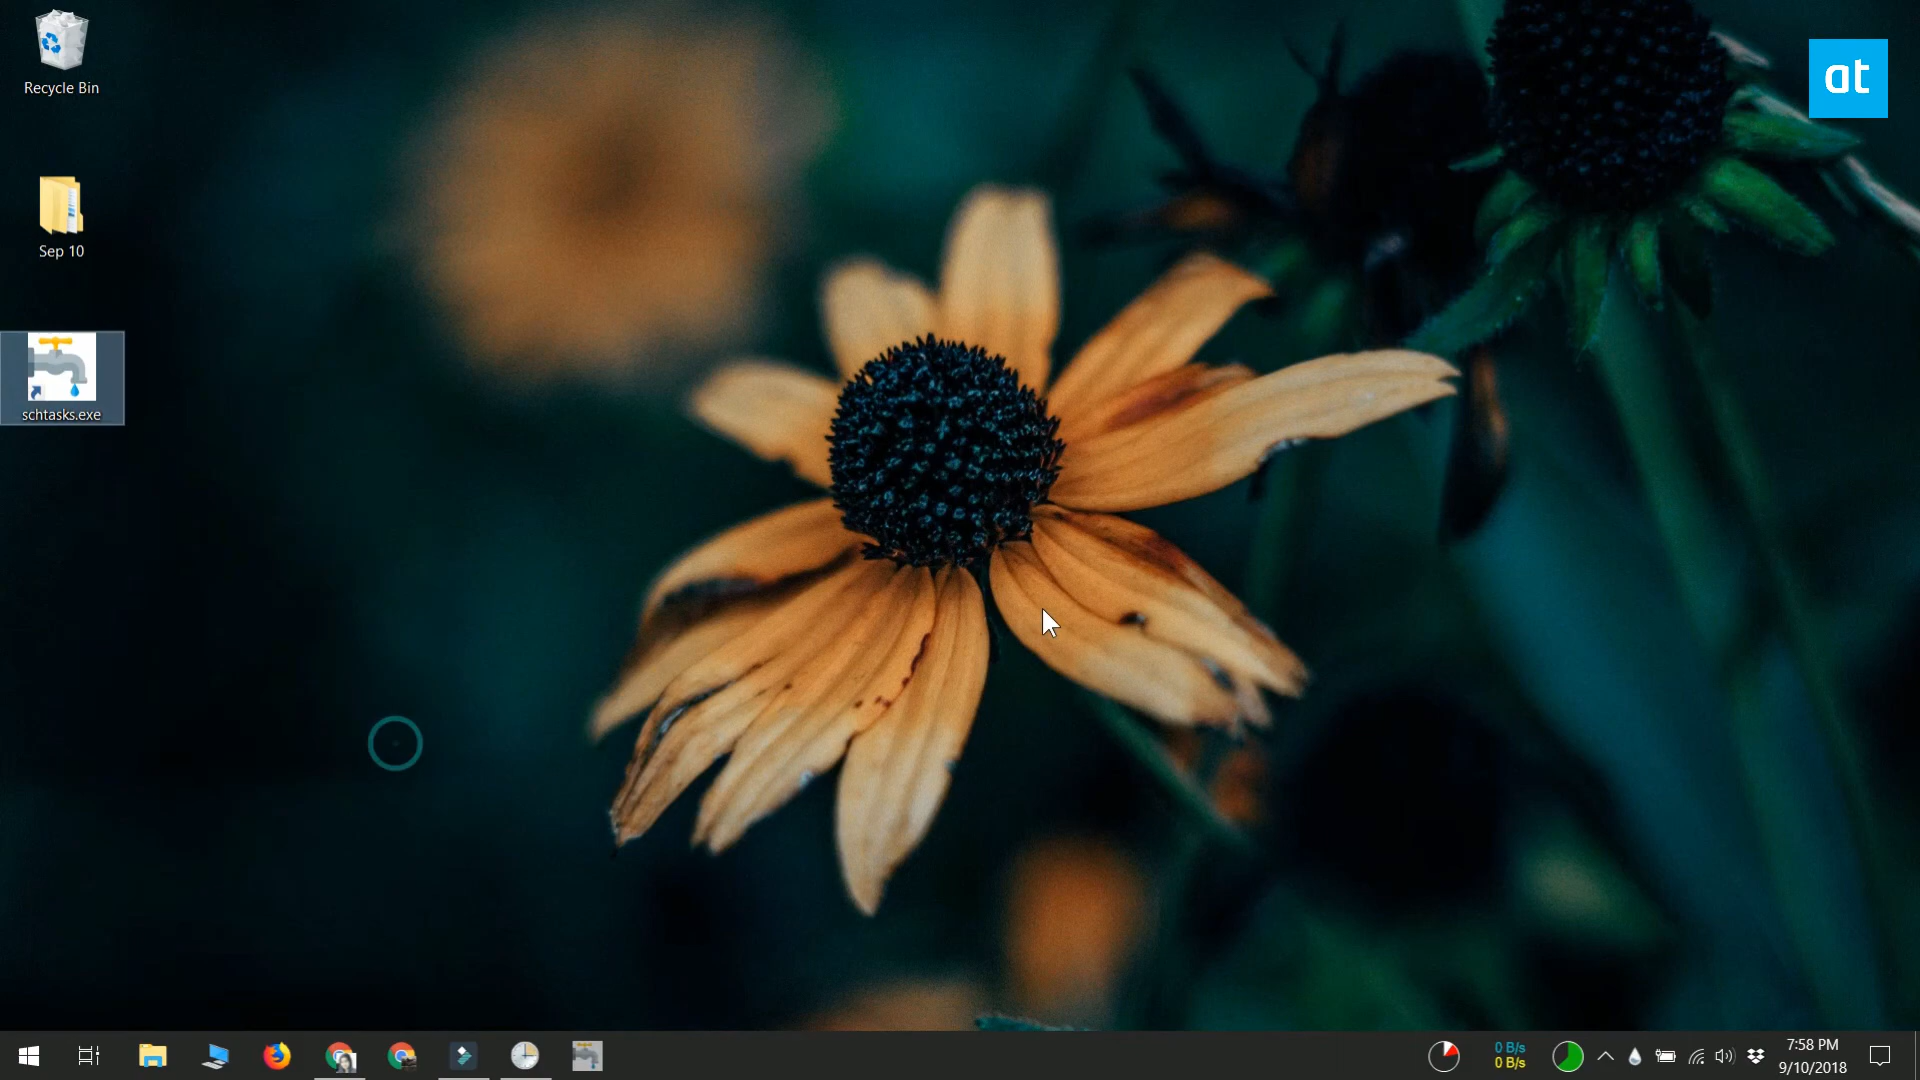 Recycle Bin
at
Sep 10
schtasks.exe
0 B/s
0 B/s
7:58 PM
9/10/2018